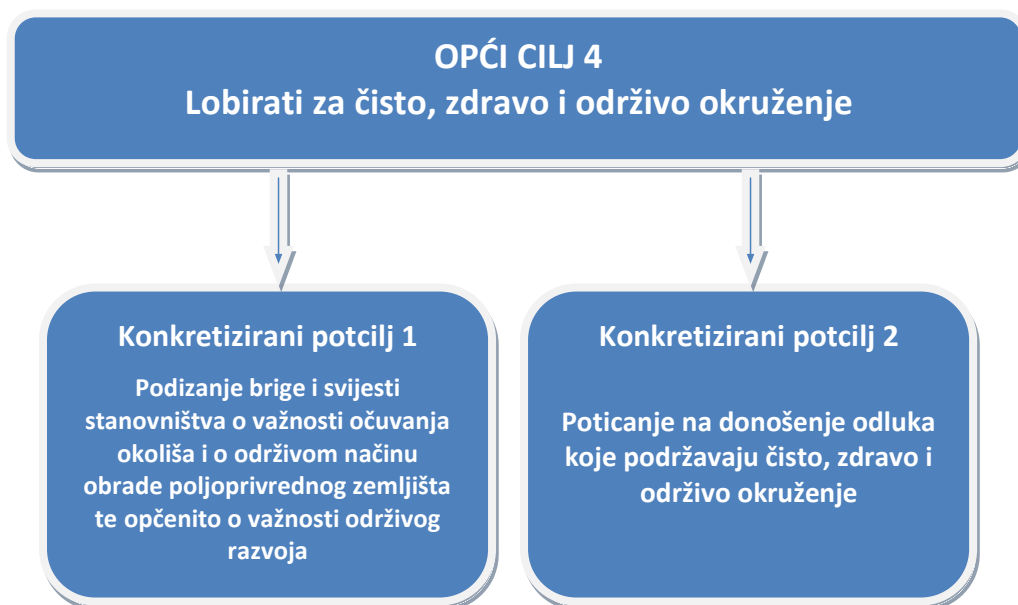 OPĆI CILJ 4
Lobirati za čisto, zdravo i održivo okruženje
Konkretizirani potcilj 1
Podizanje brige i svijesti
stanovništva o važnosti očuvanja
okoliša i o održivom načinu
obrade poljoprivrednog zemljišta
te opčenito o važnosti održivog
razvoja
Konkretizirani potcilj 2
Poticanje na donošenje odluka
koje podržavaju čisto, zdravo i
održivo okruženje